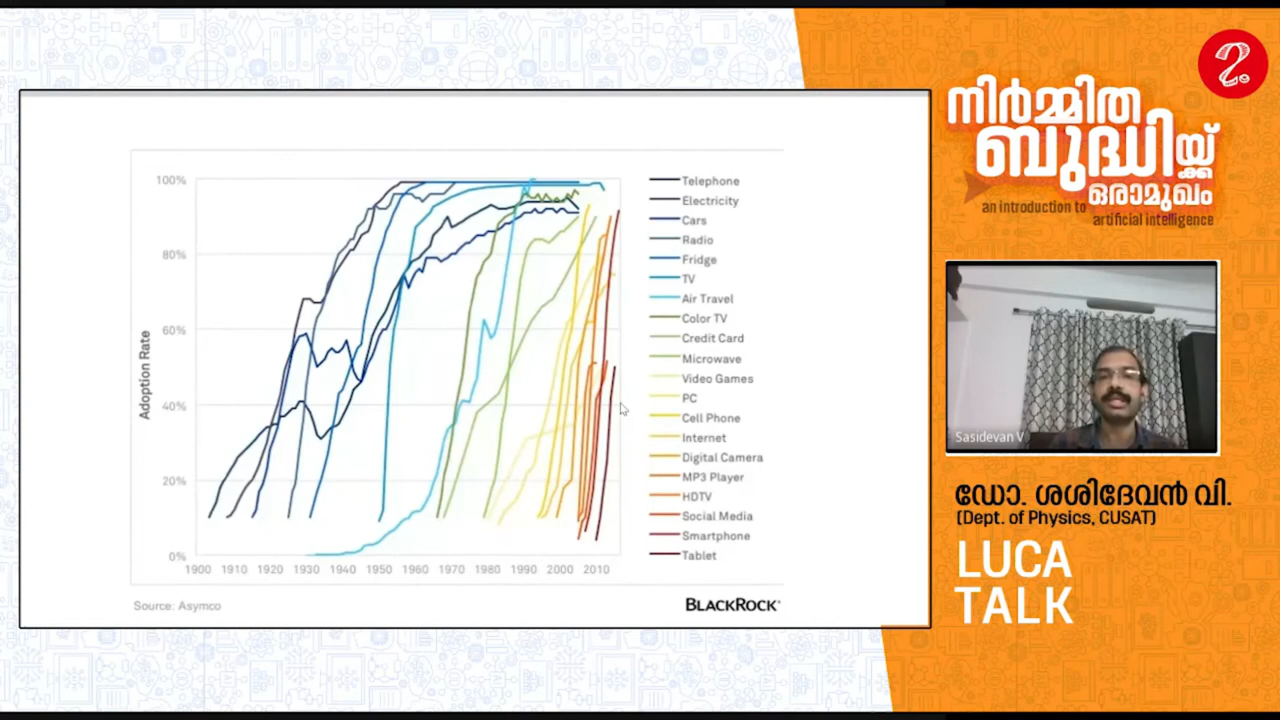 100%
80%
60%
40%
20%
0%
Adoption Rate
1900 1910 1920 1930 1940 1950 1960 1970 1980 1990 2000 2010
Telephone
Electricity
Cars
Radio
Fridge
TV
Air Travel
Color TV
Credit Card
Microwave
Video Games
PC
Cell Phone
Internet
Digital Camera
MP3 Player
HDTV
Social Media
Smartphone
Tablet
Source: Asymco
BLACKROCK®
നിർമ്മിത
ബുദ്ധിയ്ക്ക്
ഒരാമുഖം
an introduction to
artificial intelligence
Sasidevan V
ഡോ. ശശിദേവൻ വി.
(Dept. of Physics, CUSAT)
LUCA
TALK